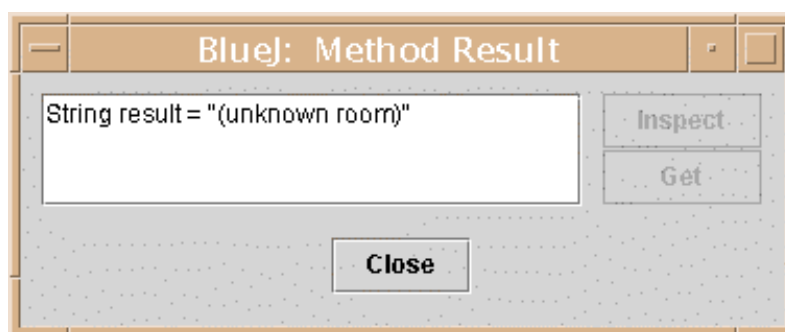 BlueJ: Method Result
String result = "(unknown room)"
Inspect
Get
Close